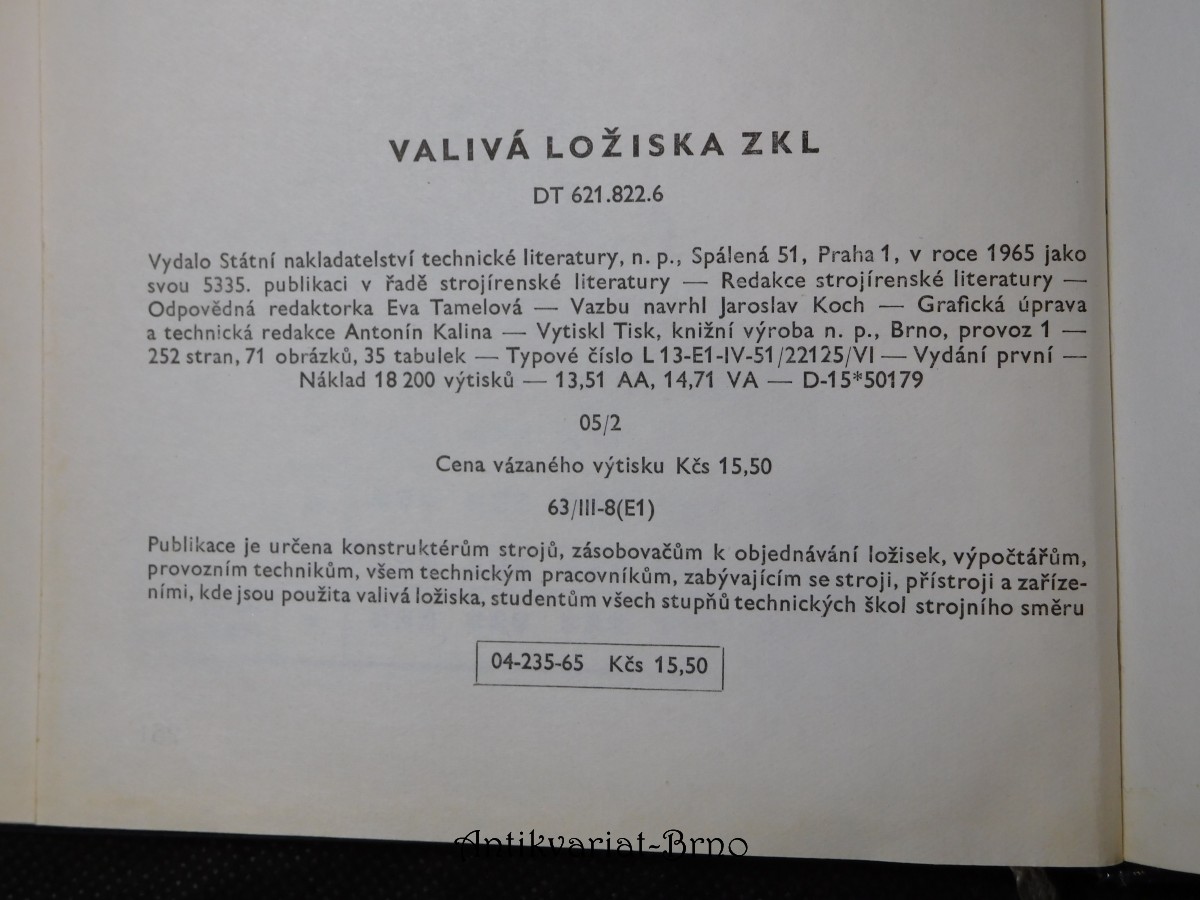 VALIVÁ LOŽISKA ZKL
DT 621.822.6
Vydalo Státní nakladatelství technické literatury, n. p., Spálená 51, Praha 1, v roce 1965 jako
svou 5335. publikaci v řadě strojírenské literatury — Redakce strojírenské literatury —
Odpovědná redaktorka Eva Tamelová — Vazbu navrhl Jaroslav Koch — Grafická úprava
a technická redakce Antonín Kalina — Vytiskl Tisk, knižní výroba n. p., Brno, provoz 1 —
252 stran, 71 obrázků, 35 tabulek — Typové číslo L 13-E1-IV-51/22125/VI — Vydání první —
Náklad 18 200 výtisků — 13,51 AA, 14,71 VA — D-15*50179
05/2
Cena vázaného výtisku Kčs 15,50
63/III-8(E1)
Publikace je určena konstruktérům strojů, zásobovačům k objednávání ložisek, výpočtářům,
provozním technikům, všem technickým pracovníkům, zabývajícím se stroji, přístroji a zaříze-
ními, kde jsou použita valivá ložiska, studentům všech stupňů technických škol strojního směru
04-235-65 Kčs 15,50
Antikvariat-Brno